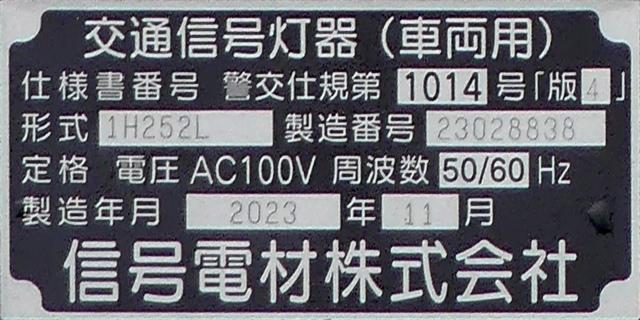 交通信号灯器(車両用)
仕様書番号 警交仕規第 1014 号「版4」
形式 1H252L 製造番号 23028838
定格 電圧 AC100V 周波数 50/60 Hz
製造年月 2023 年 11 月
信号電材株式会社